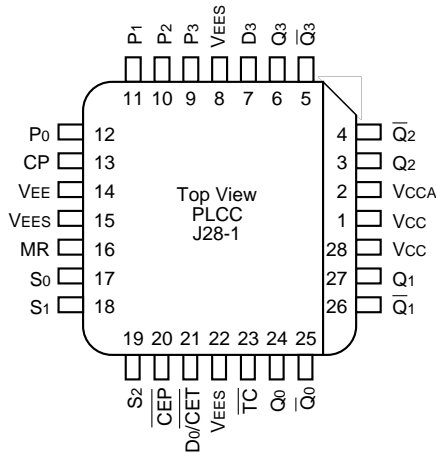 P1 P2 P3 VEES D3 Q3 Q̅3
11 10 9 8 7 6 5
P0 12
CP 13
VEE 14
VEES 15
MR 16
S0 17
S1 18
Top View
PLCC
J28-1
4 Q̅2
3 Q2
2 VCCA
1 VCC
28 VCC
27 Q1
26 Q̅1
19 20 21 22 23 24 25
S2 C̅E̅P̅ D̅0̅/C̅E̅T̅ VEES T̅C̅ Q0 Q̅0